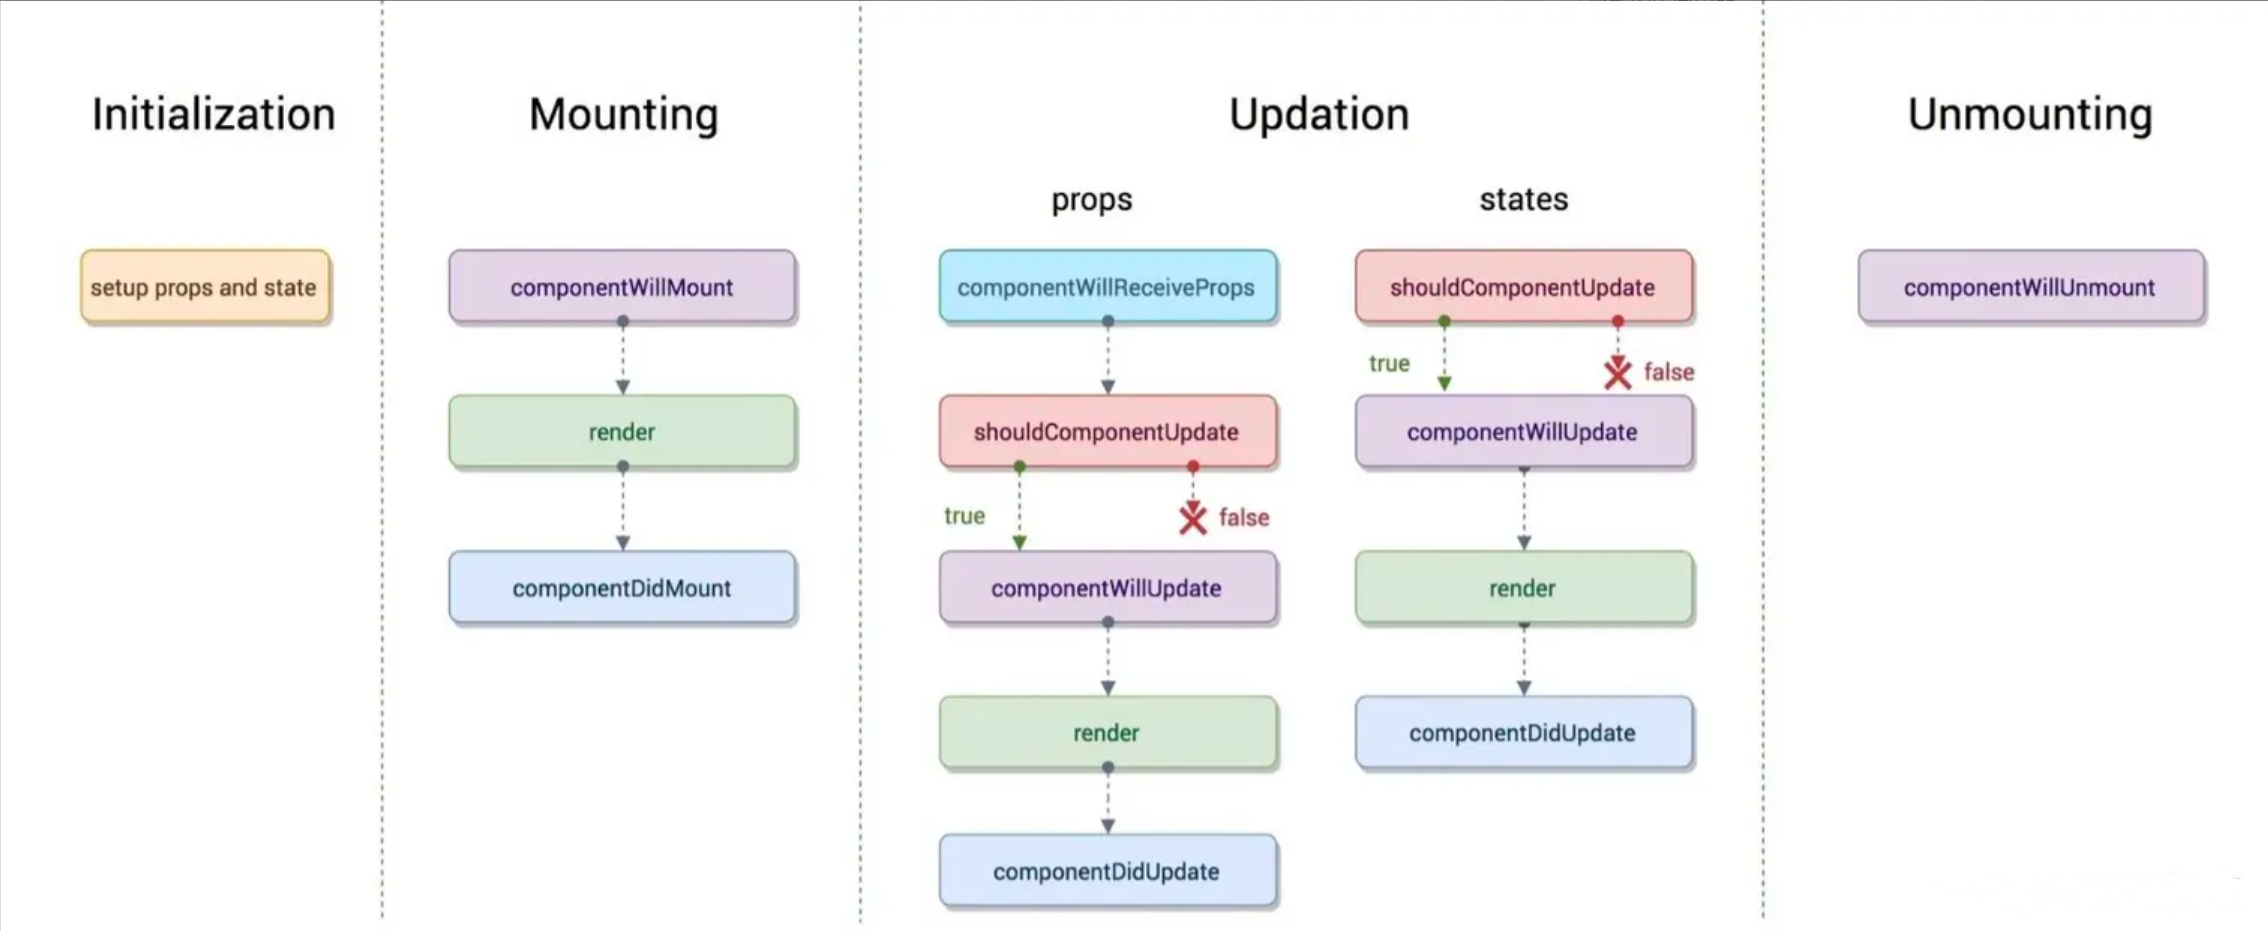 Initialization
setup props and state
Mounting
componentWillMount
render
componentDidMount
Updation
props
componentWillReceiveProps
shouldComponentUpdate
true
false
componentWillUpdate
render
componentDidUpdate
states
shouldComponentUpdate
true
false
componentWillUpdate
render
componentDidUpdate
Unmounting
componentWillUnmount